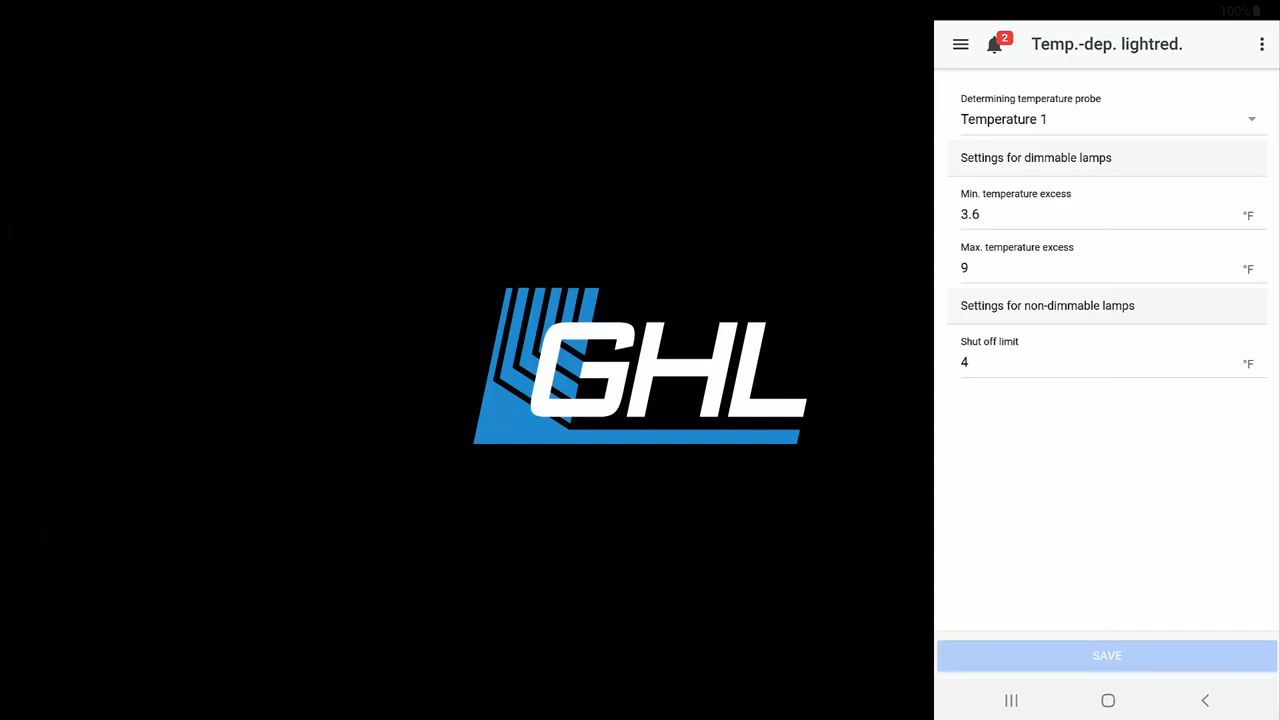 100%
2
Temp.-dep. lightred.
Determining temperature probe
Temperature 1
Settings for dimmable lamps
Min. temperature excess
3.6 °F
Max. temperature excess
9 °F
Settings for non-dimmable lamps
Shut off limit
4 °F
GHL
SAVE